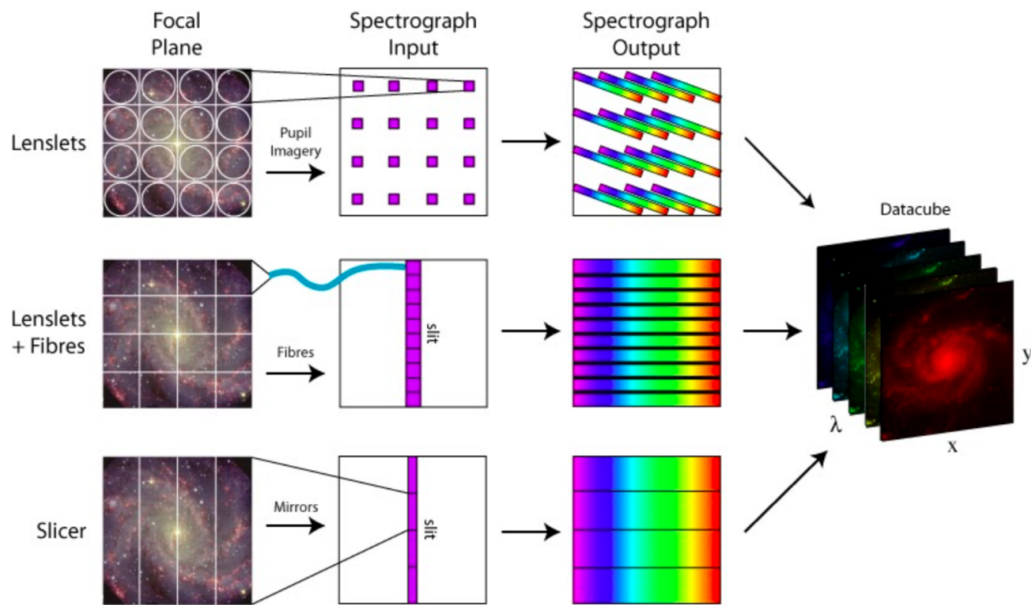 Focal
Plane
Spectrograph
Input
Spectrograph
Output
Lenslets
Pupil
Imagery
Datacube
Lenslets
+ Fibres
Fibres
slit
y
λ
x
Slicer
Mirrors
slit